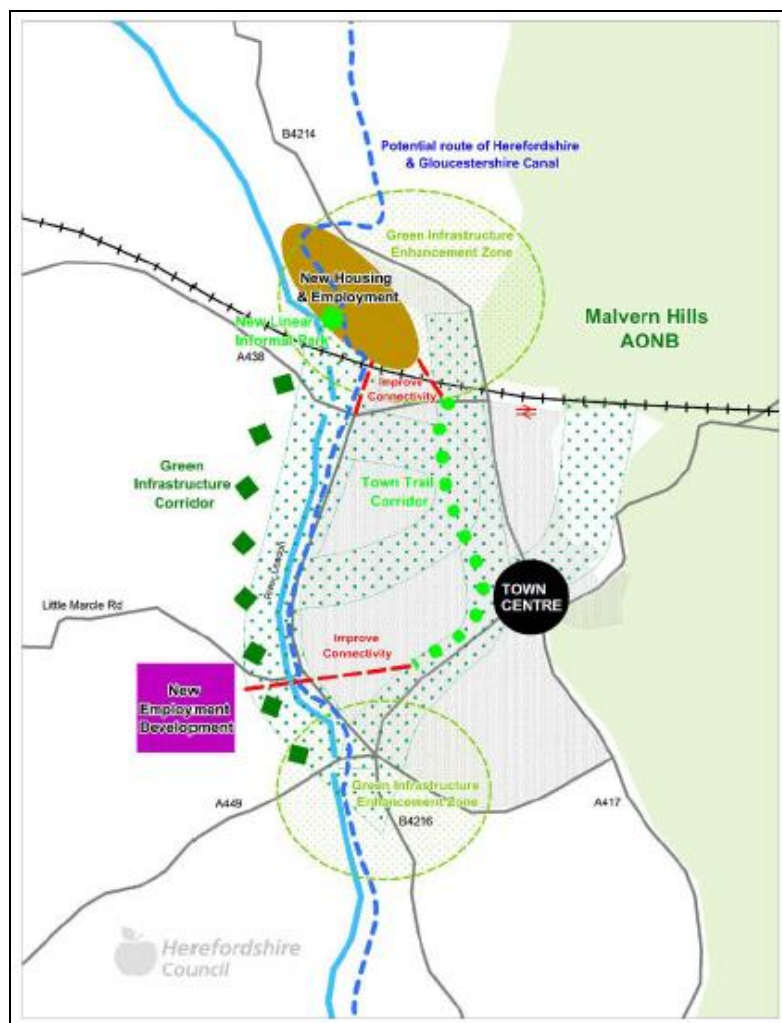 B4214
Potential route of Herefordshire
& Gloucestershire Canal
Green Infrastructure
Enhancement Zone
New Housing
& Employment
Malvern Hills
AONB
New Linear
Informal Park
A438
Improve
Connectivity
Green
Infrastructure
Corridor
Town Trail
Corridor
River Leadon
Little Marcle Rd
TOWN
CENTRE
Improve
Connectivity
New
Employment
Development
Green Infrastructure
Enhancement Zone
A449
A417
B4216
Herefordshire
Council